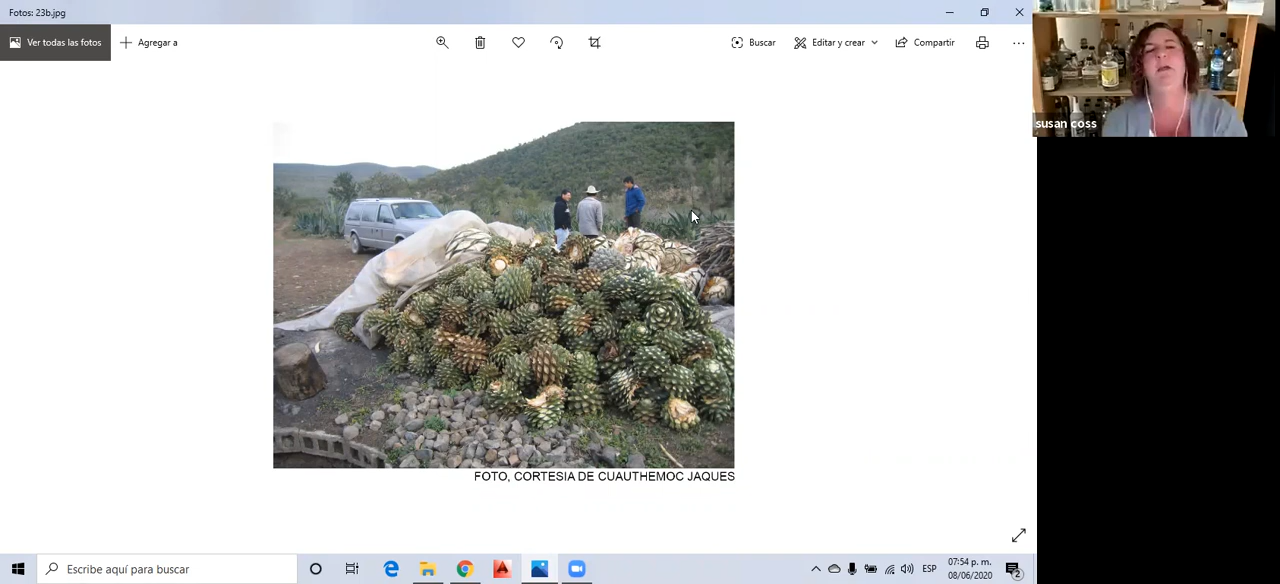 Fotos: 23b.jpg
Ver todas las fotos
Agregar a
Buscar
Editar y crear
Compartir
susan coss
FOTO, CORTESIA DE CUAUTHEMOC JAQUES
Escribe aquí para buscar
ESP
07:54 p. m.
08/06/2020
2